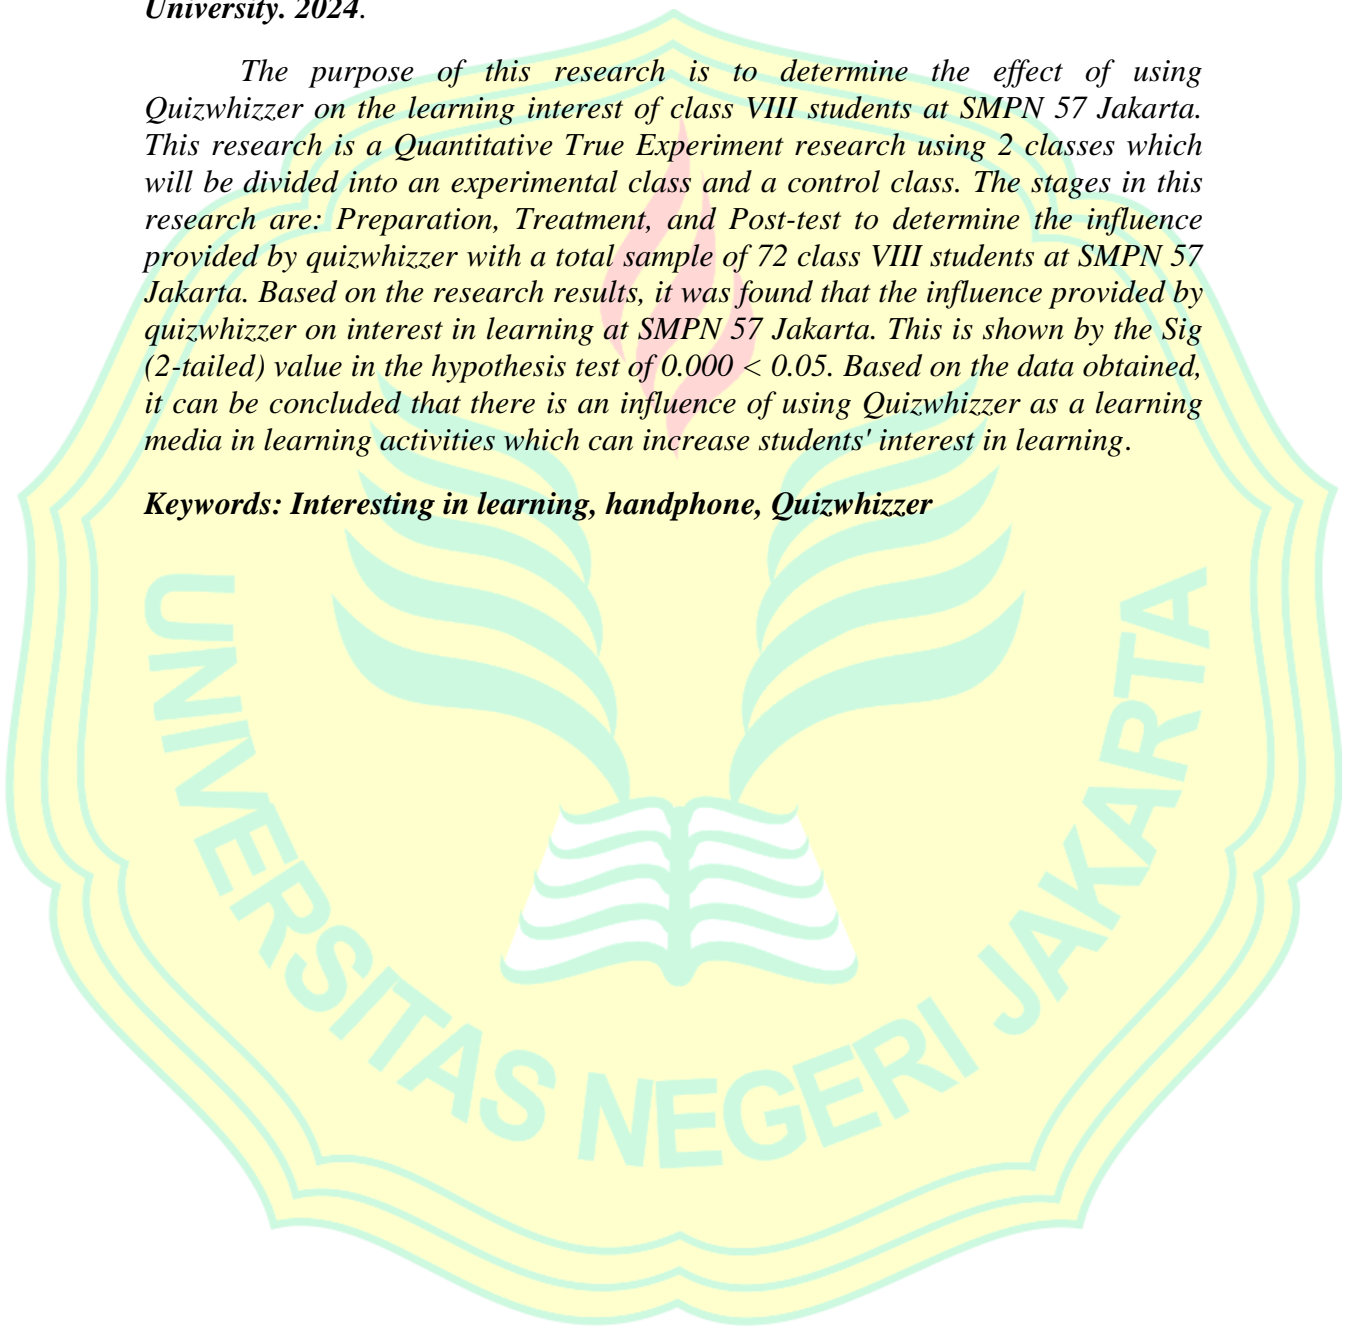 University. 2024.
The purpose of this research is to determine the effect of using
Quizwhizzer on the learning interest of class VIII students at SMPN 57 Jakarta.
This research is a Quantitative True Experiment research using 2 classes which
will be divided into an experimental class and a control class. The stages in this
research are: Preparation, Treatment, and Post-test to determine the influence
provided by quizwhizzer with a total sample of 72 class VIII students at SMPN 57
Jakarta. Based on the research results, it was found that the influence provided by
quizwhizzer on interest in learning at SMPN 57 Jakarta. This is shown by the Sig
(2-tailed) value in the hypothesis test of 0.000 < 0.05. Based on the data obtained,
it can be concluded that there is an influence of using Quizwhizzer as a learning
media in learning activities which can increase students' interest in learning.
Keywords: Interesting in learning, handphone, Quizwhizzer
UNIVERSITAS NEGERI JAKARTA